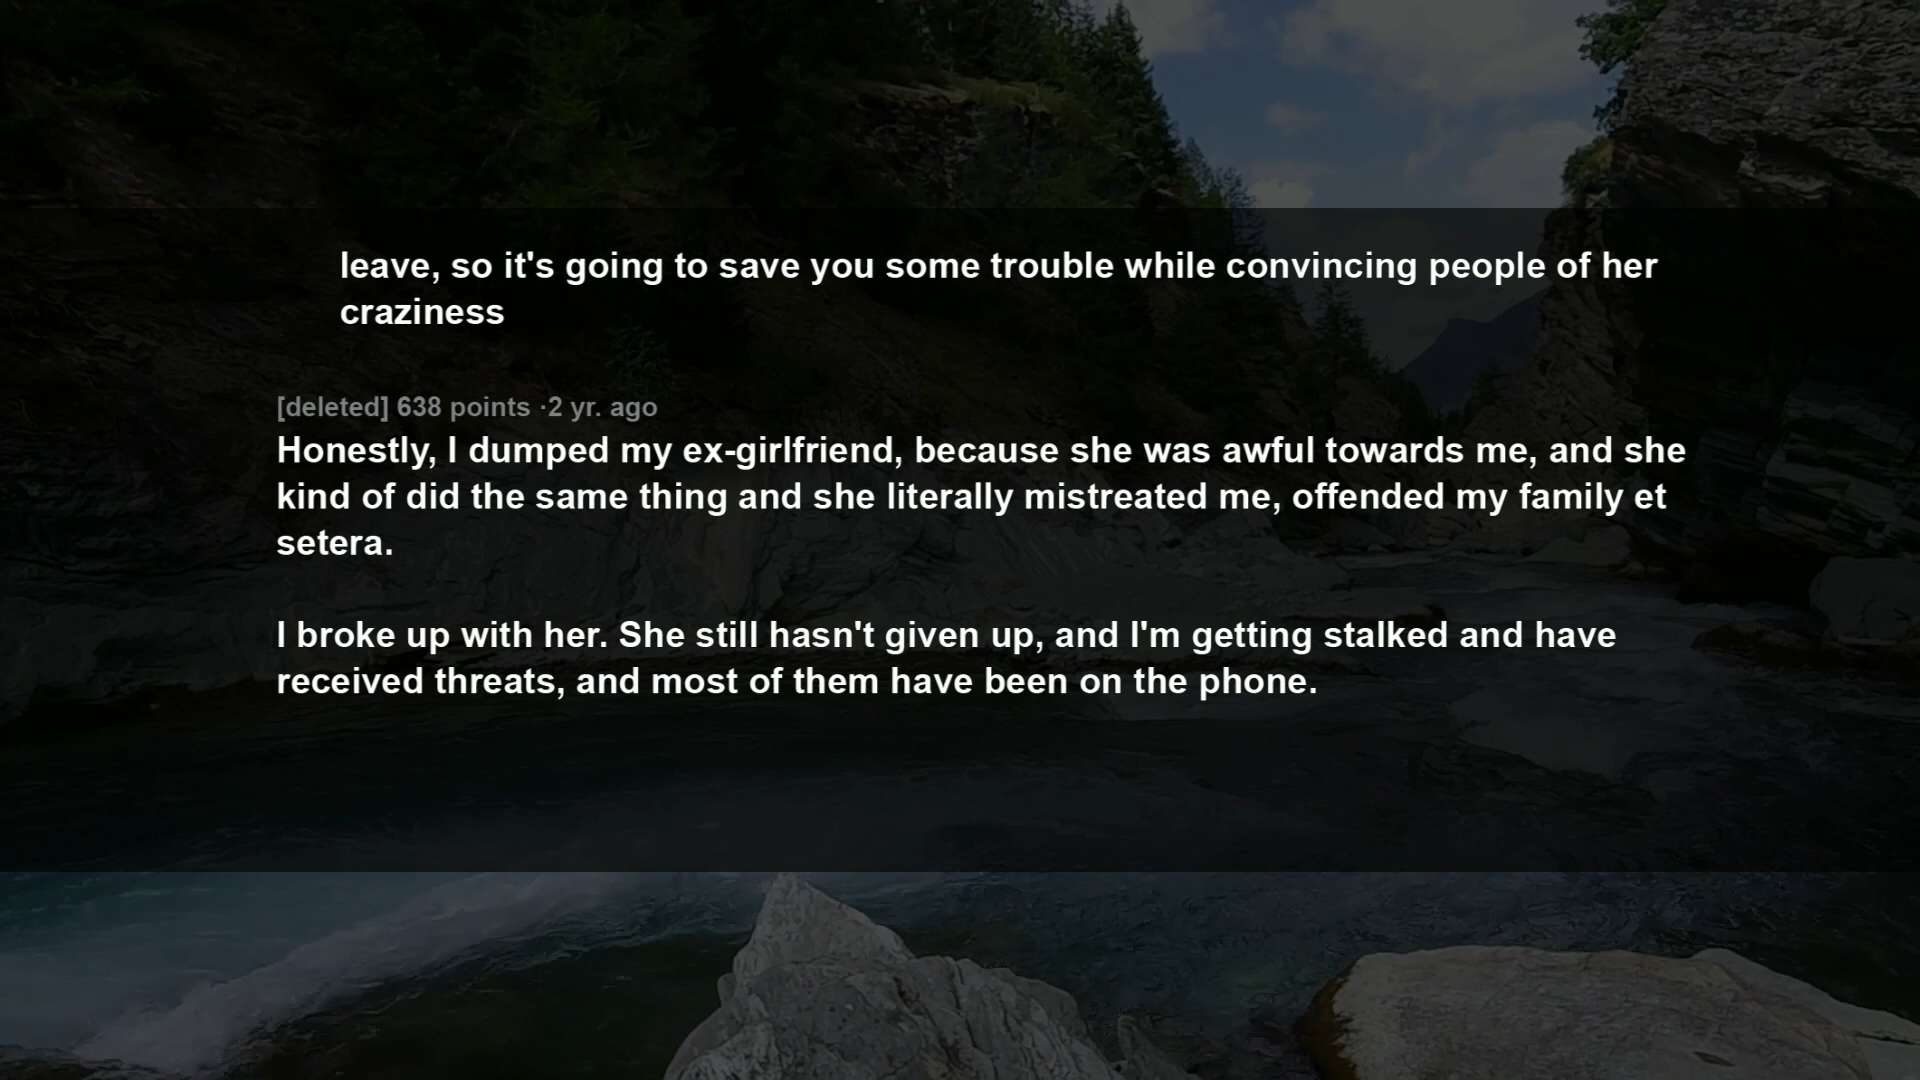 leave, so it's going to save you some trouble while convincing people of her
craziness
[deleted] 638 points ·2 yr. ago
Honestly, I dumped my ex-girlfriend, because she was awful towards me, and she
kind of did the same thing and she literally mistreated me, offended my family et
setera.
I broke up with her. She still hasn't given up, and I'm getting stalked and have
received threats, and most of them have been on the phone.